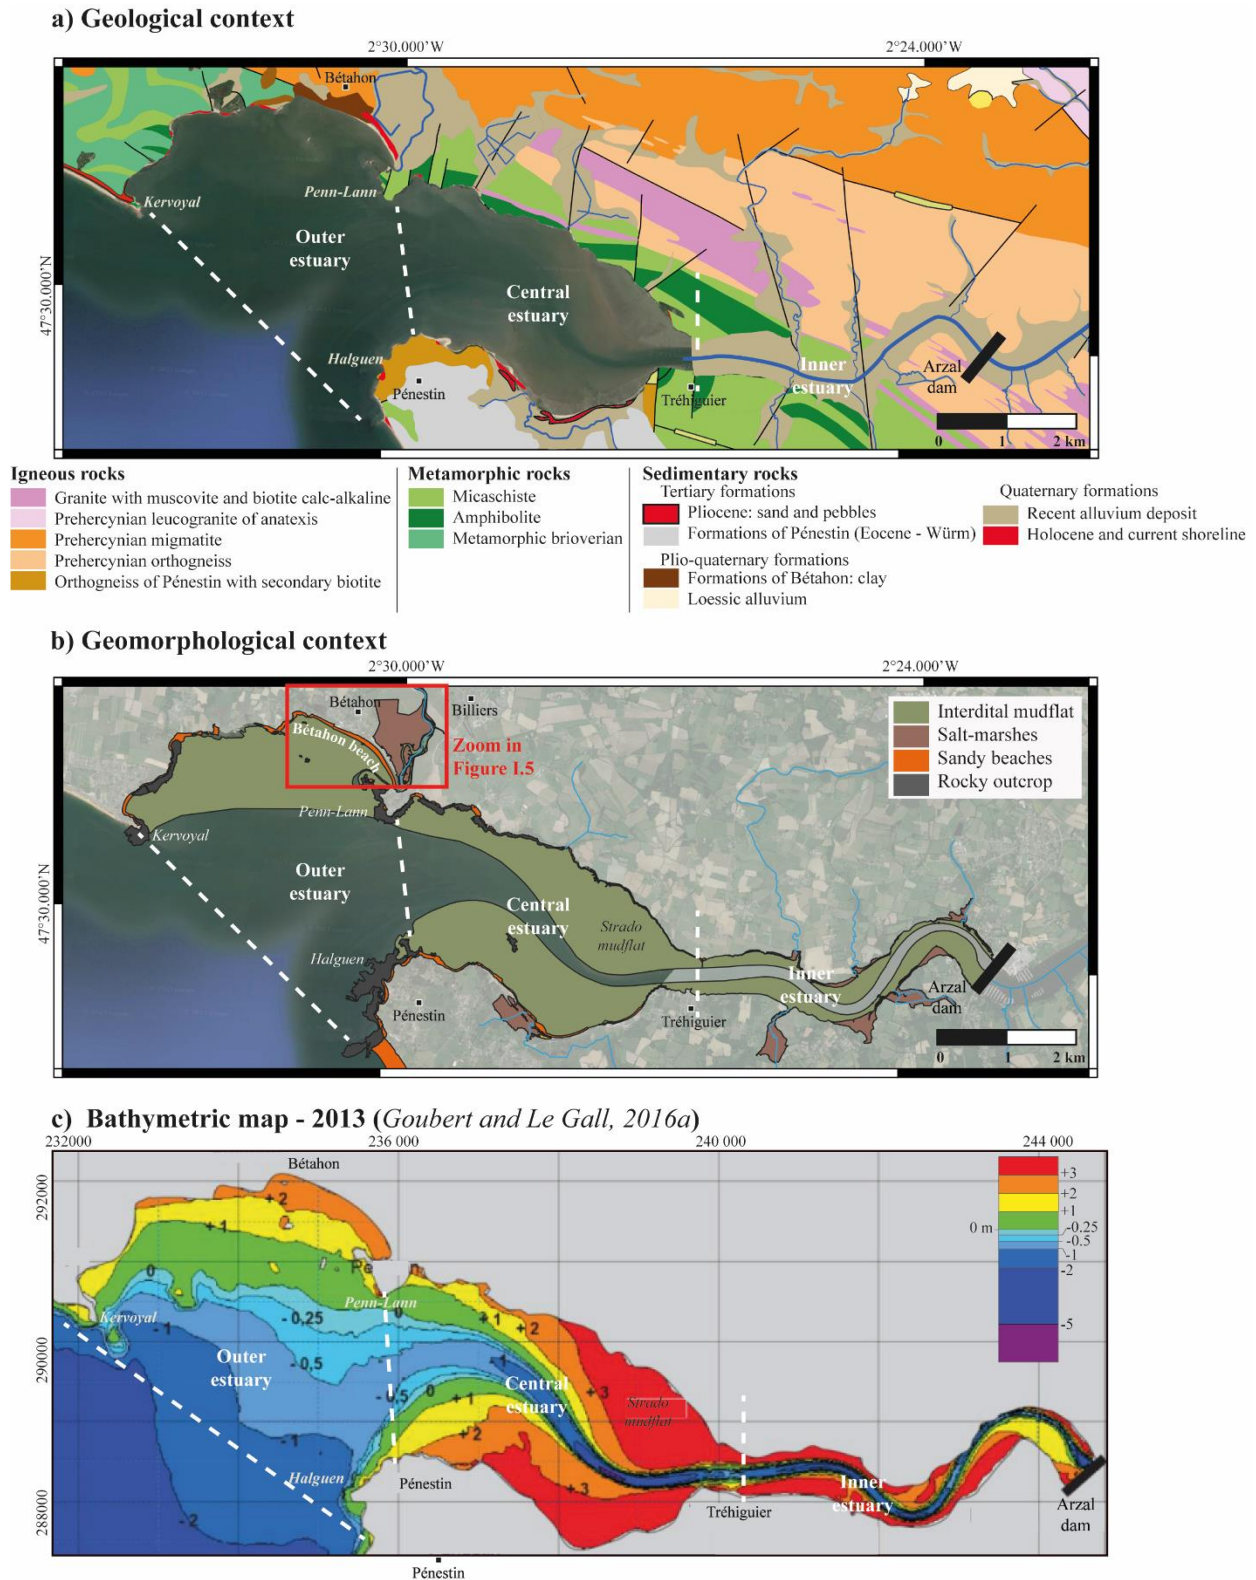 a) Geological context
2°30.000’W
2°24.000’W
Bétahon
Kervoyal
Penn-Lann
Outer
estuary
Central
estuary
47°30.000’N
Halguen
Pénestin
Tréhiguier
Inner
estuary
Arzal
dam
0 1 2 km
Igneous rocks
Granite with muscovite and biotite calc-alkaline
Prehercynian leucogranite of anatexis
Prehercynian migmatite
Prehercynian orthogneiss
Orthogneiss of Pénestin with secondary biotite
Metamorphic rocks
Micaschiste
Amphibolite
Metamorphic brioverian
Sedimentary rocks
Tertiary formations
Pliocene: sand and pebbles
Formations of Pénestin (Eocene - Würm)
Plio-quaternary formations
Formations of Bétahon: clay
Loessic alluvium
Quaternary formations
Recent alluvium deposit
Holocene and current shoreline
b) Geomorphological context
2°30.000’W
2°24.000’W
Bétahon
Billiers
Bétahon beach
Zoom in
Figure I.5
Interdital mudflat
Salt-marshes
Sandy beaches
Rocky outcrop
Penn-Lann
Kervoyal
Outer
estuary
Central
estuary
Strado
mudflat
47°30.000’N
Halguen
Pénestin
Tréhiguier
Inner
estuary
Arzal
dam
0 1 2 km
c) Bathymetric map - 2013 (Goubert and Le Gall, 2016a)
232000
236 000
240 000
244 000
292000
290000
288000
Bétahon
+3
+2
+1
0 m
-0.25
-0.5
-1
-2
-5
+ 2
+ 1
0
Pe n
Penn-Lann
0
Kervoyal
- 0,25
- 1
- 0,5
+ 1
+ 2
- 1
Outer
estuary
- 0,5
0
+ 1
Central
estuary
+ 3
Strado
mudflat
+ 2
- 1
Halguen
Pénestin
+ 3
- 2
Tréhiguier
Inner
estuary
Arzal
dam
Pénestin